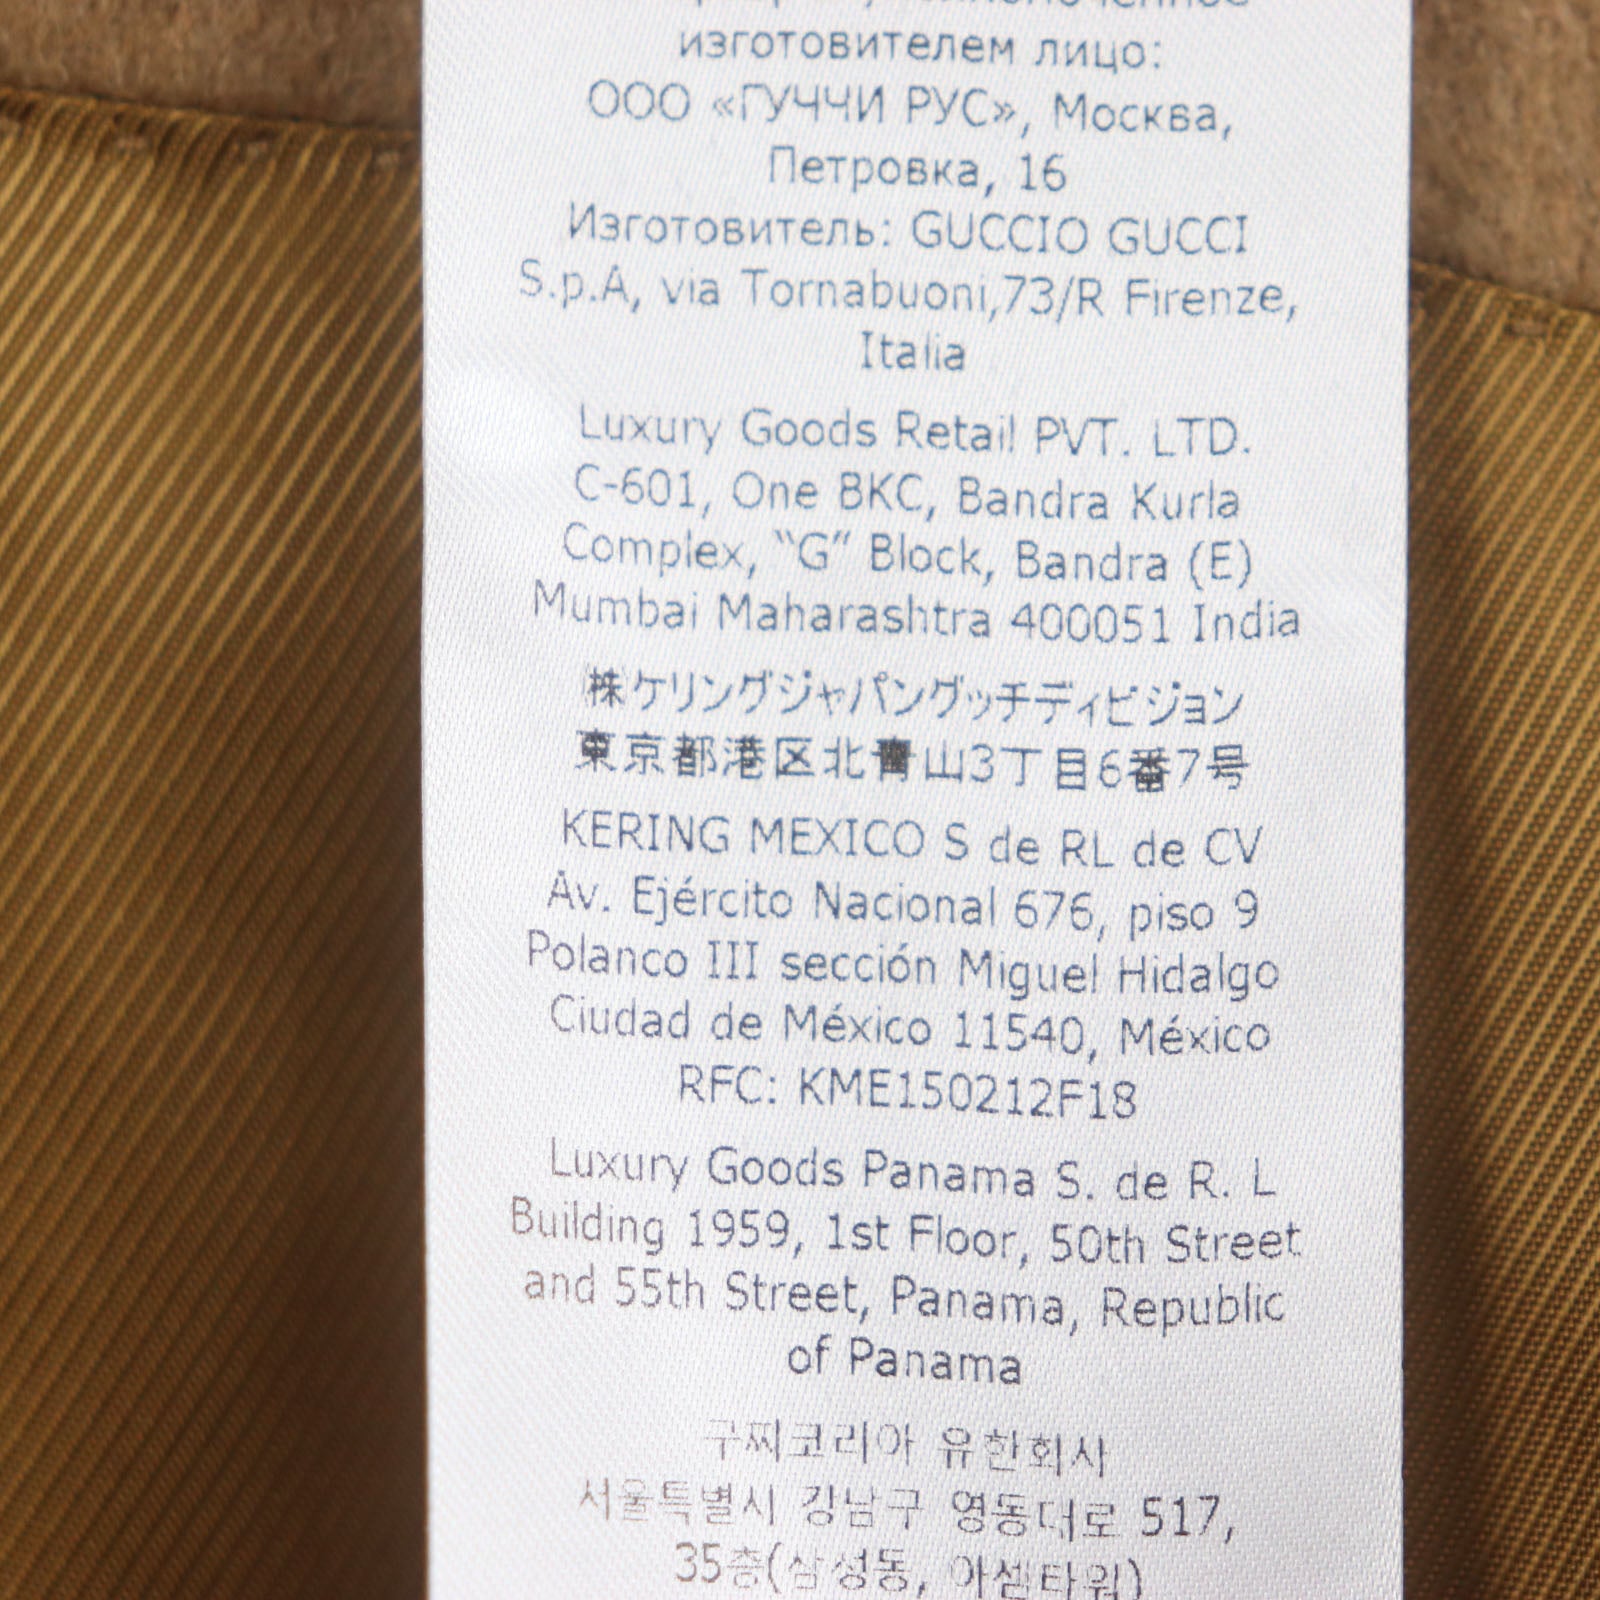 изготовителем лицо:
ООО «ГУЧЧИ РУС», Москва,
Петровка, 16
Изготовитель: GUCCIO GUCCI
S.p.A, via Tornabuoni,73/R Firenze,
Italia
Luxury Goods Retail PVT. LTD.
C-601, One BKC, Bandra Kurla
Complex, “G” Block, Bandra (E)
Mumbai Maharashtra 400051 India
㈱ケリングジャパングッチディビジョン
東京都港区北青山3丁目6番7号
KERING MEXICO S de RL de CV
Av. Ejército Nacional 676, piso 9
Polanco III sección Miguel Hidalgo
Ciudad de México 11540, México
RFC: KME150212F18
Luxury Goods Panama S. de R. L
Building 1959, 1st Floor, 50th Street
and 55th Street, Panama, Republic
of Panama
구찌코리아 유한회사
서울특별시 강남구 영동대로 517,
35층(삼성동, 아셈타워)